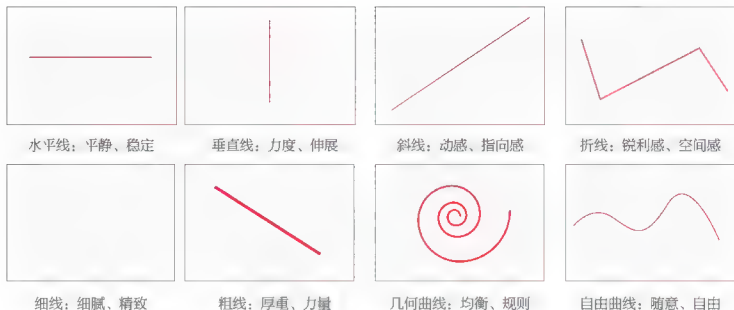 水平线：平静、稳定
垂直线：力度、伸展
斜线：动感、指向感
折线：锐利感、空间感
细线：细腻、精致
粗线：厚重、力量
几何曲线：均衡、规则
自由曲线：随意、自由